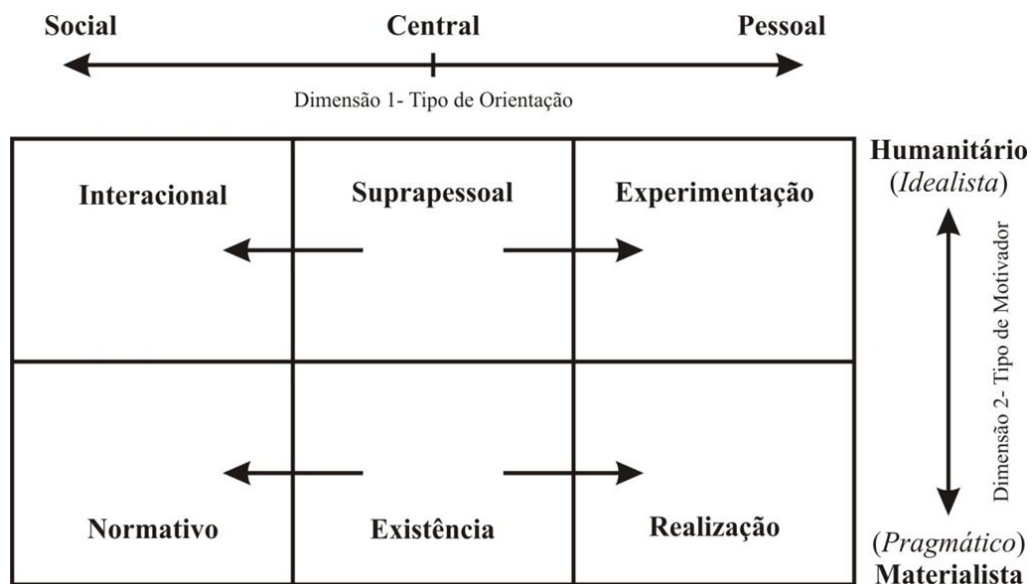 Social Central Pessoal
Dimensão 1- Tipo de Orientação
Interacional Suprapessoal Experimentação
Humanitário
(Idealista)
Dimensão 2- Tipo de Motivador
Normativo Existência Realização
(Pragmático)
Materialista